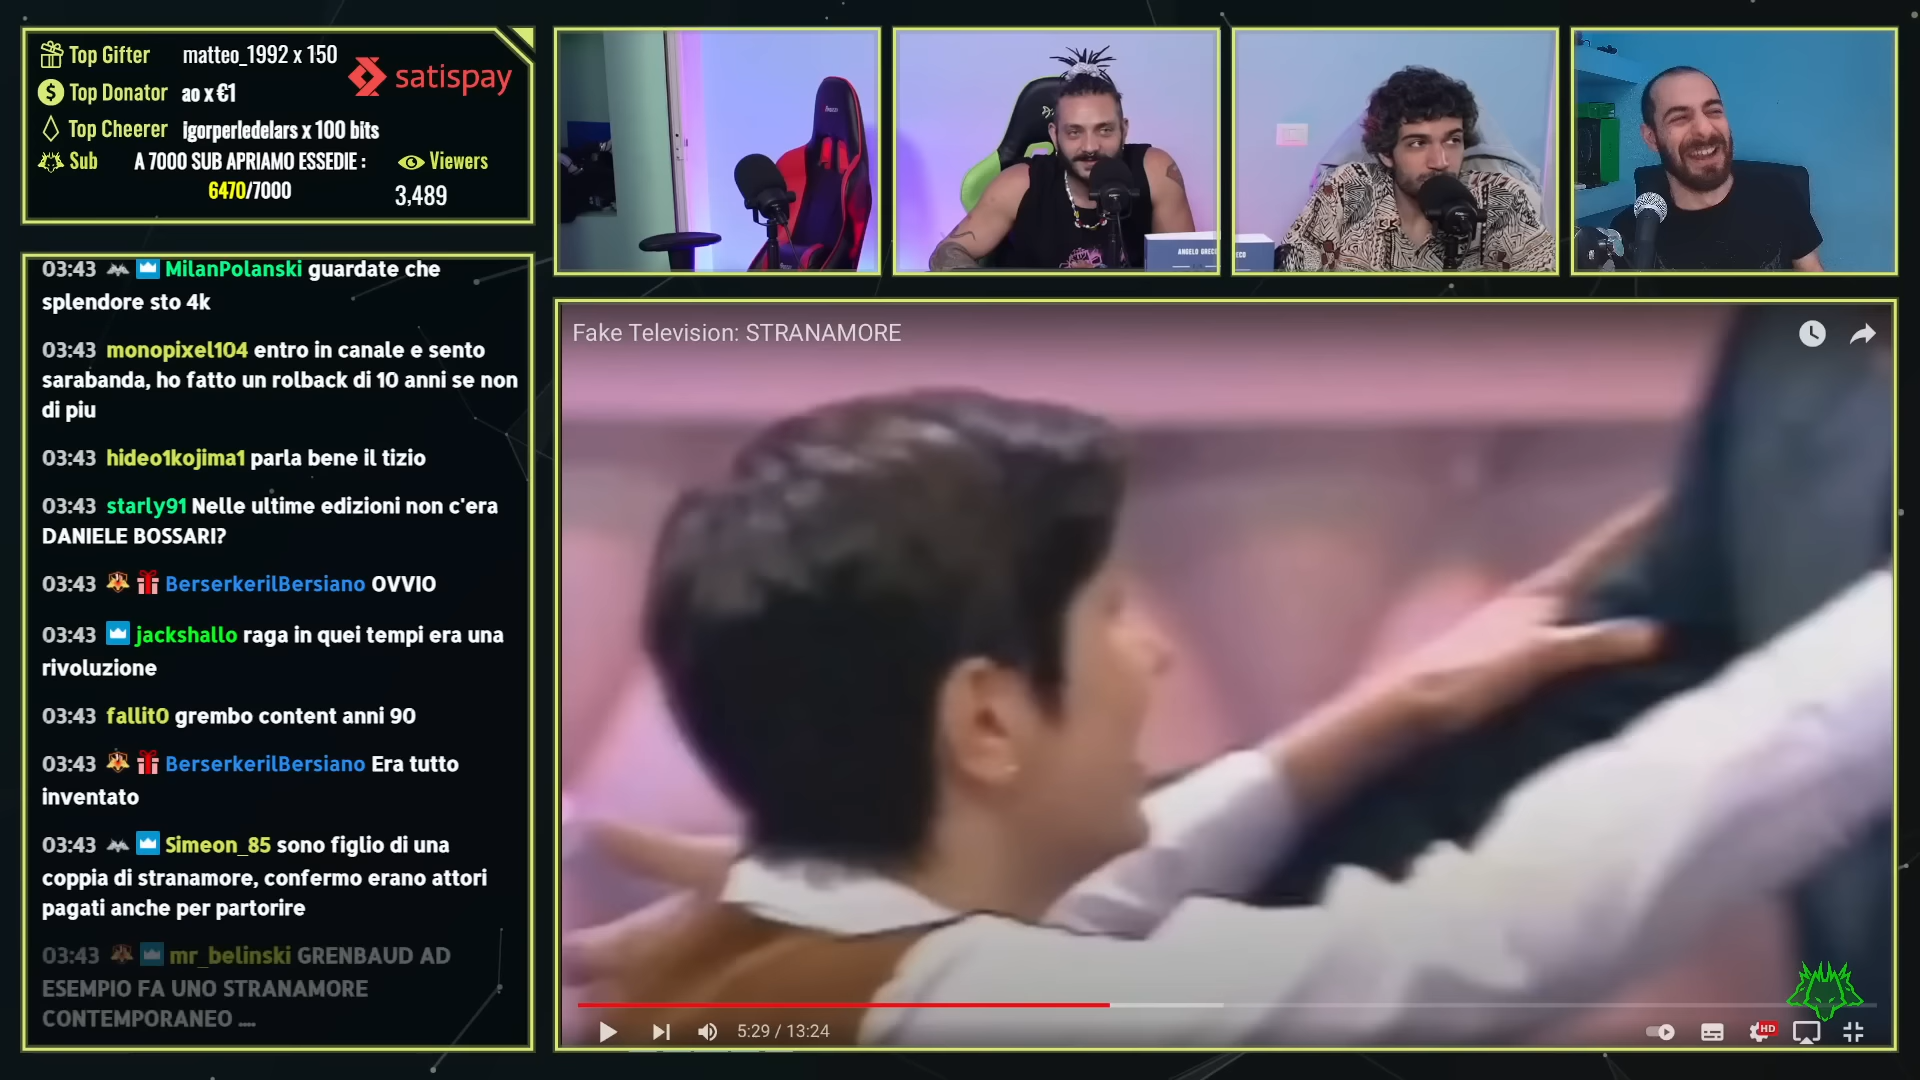 Top Gifter matteo_1992 x 150
satispay
Top Donator ao x €1
Top Cheerer igorperledelars x 100 bits
Sub A 7000 SUB APRIAMO ESSEDIE :
6470/7000
Viewers
3,489
03:43 MilanPolanski guardate che
splendore sto 4k
03:43 monopixel104 entro in canale e sento
sarabanda, ho fatto un rolback di 10 anni se non
di piu
03:43 hideo1kojima1 parla bene il tizio
03:43 starly91 Nelle ultime edizioni non c'era
DANIELE BOSSARI?
03:43 BerserkerilBersiano OVVIO
03:43 jackshallo raga in quei tempi era una
rivoluzione
03:43 fallit0 grembo content anni 90
03:43 BerserkerilBersiano Era tutto
inventato
03:43 Simeon_85 sono figlio di una
coppia di stranamore, confermo erano attori
pagati anche per partorire
03:43 mr_belinski GRENBAUD AD
ESEMPIO FA UNO STRANAMORE
CONTEMPORANEO ....
ANGELO GRECO
ECO
Fake Television: STRANAMORE
5:29 / 13:24
HD